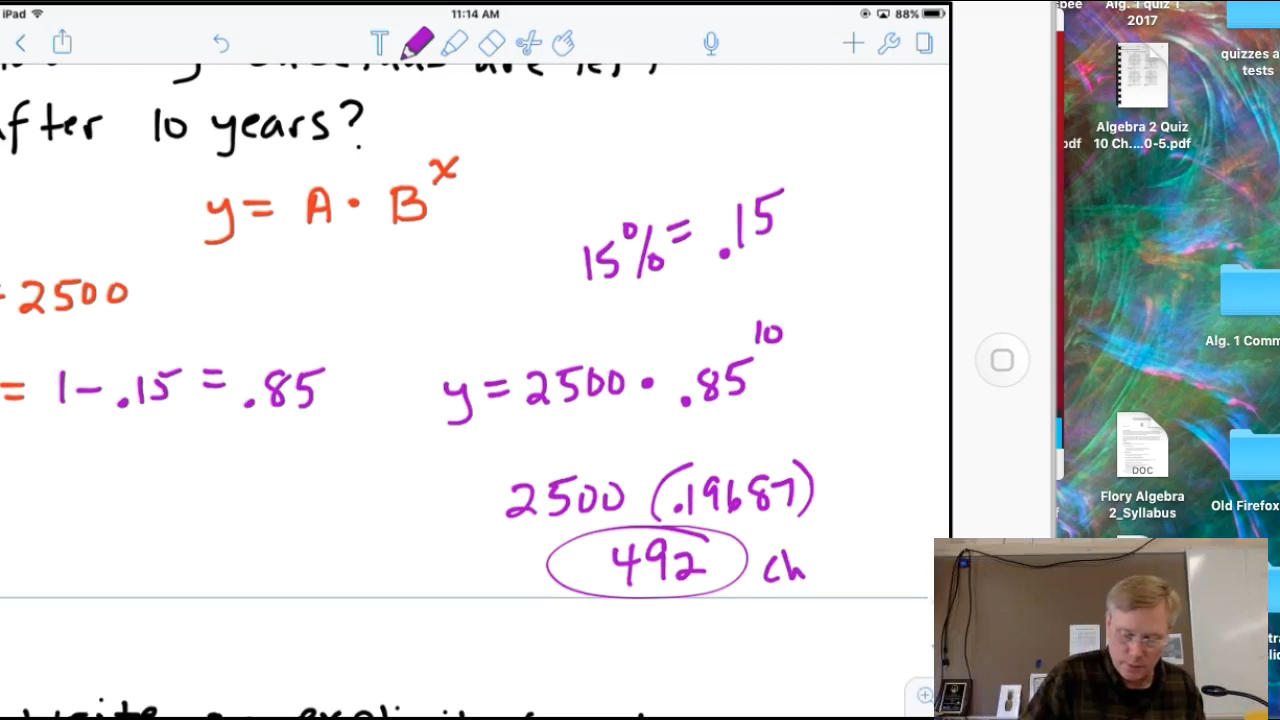 iPad 11:14 AM 88%
T
after 10 years?
y = A · B^x
15% = .15
= 2500
= 1 - .15 = .85
y = 2500 · .85^10
2500 (.19687)
492 ch
Alg. 1 quiz 1
2017
quizzes a
tests
Algebra 2 Quiz
10 Ch....0-5.pdf
pdf
Alg. 1 Comm
DOC
Flory Algebra
2_Syllabus
Old Firefox